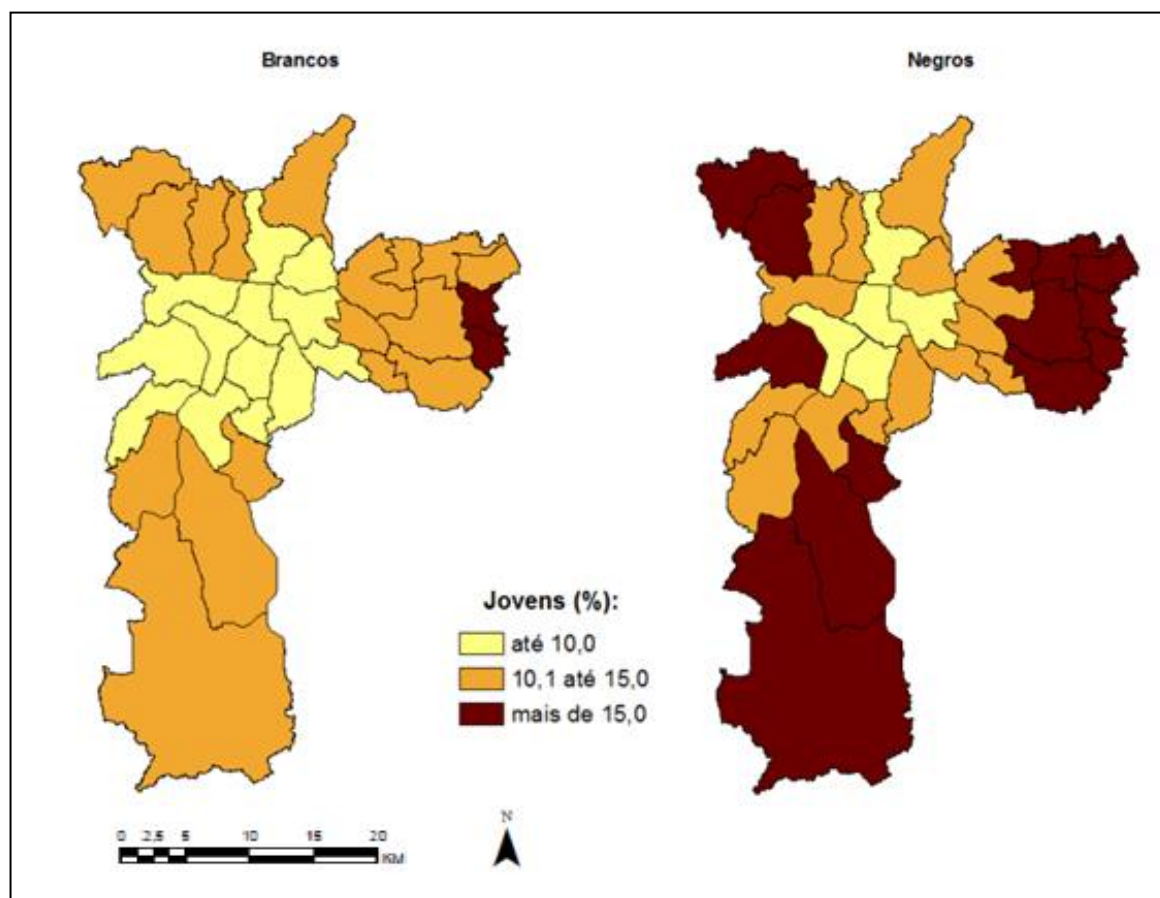 Brancos
Negros
Jovens (%):
até 10,0
10,1 até 15,0
mais de 15,0
N
0 2,5 5 10 15 20
KM